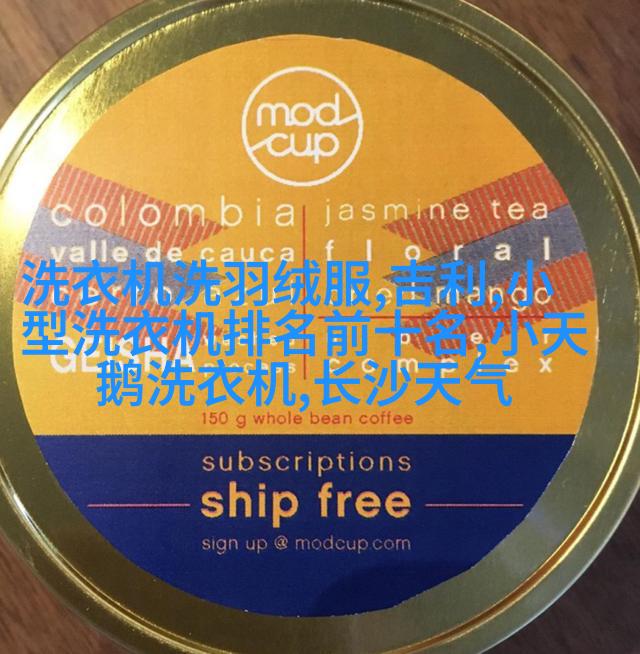 mod
cup
colombia jasmine tea
valle de cauca floral
mango
洗衣机洗羽绒服,吉利,小
型洗衣机排名前十名,小天
鹅洗衣机,长沙天气
150 g whole bean coffee
subscriptions
ship free
sign up @ modcup.com